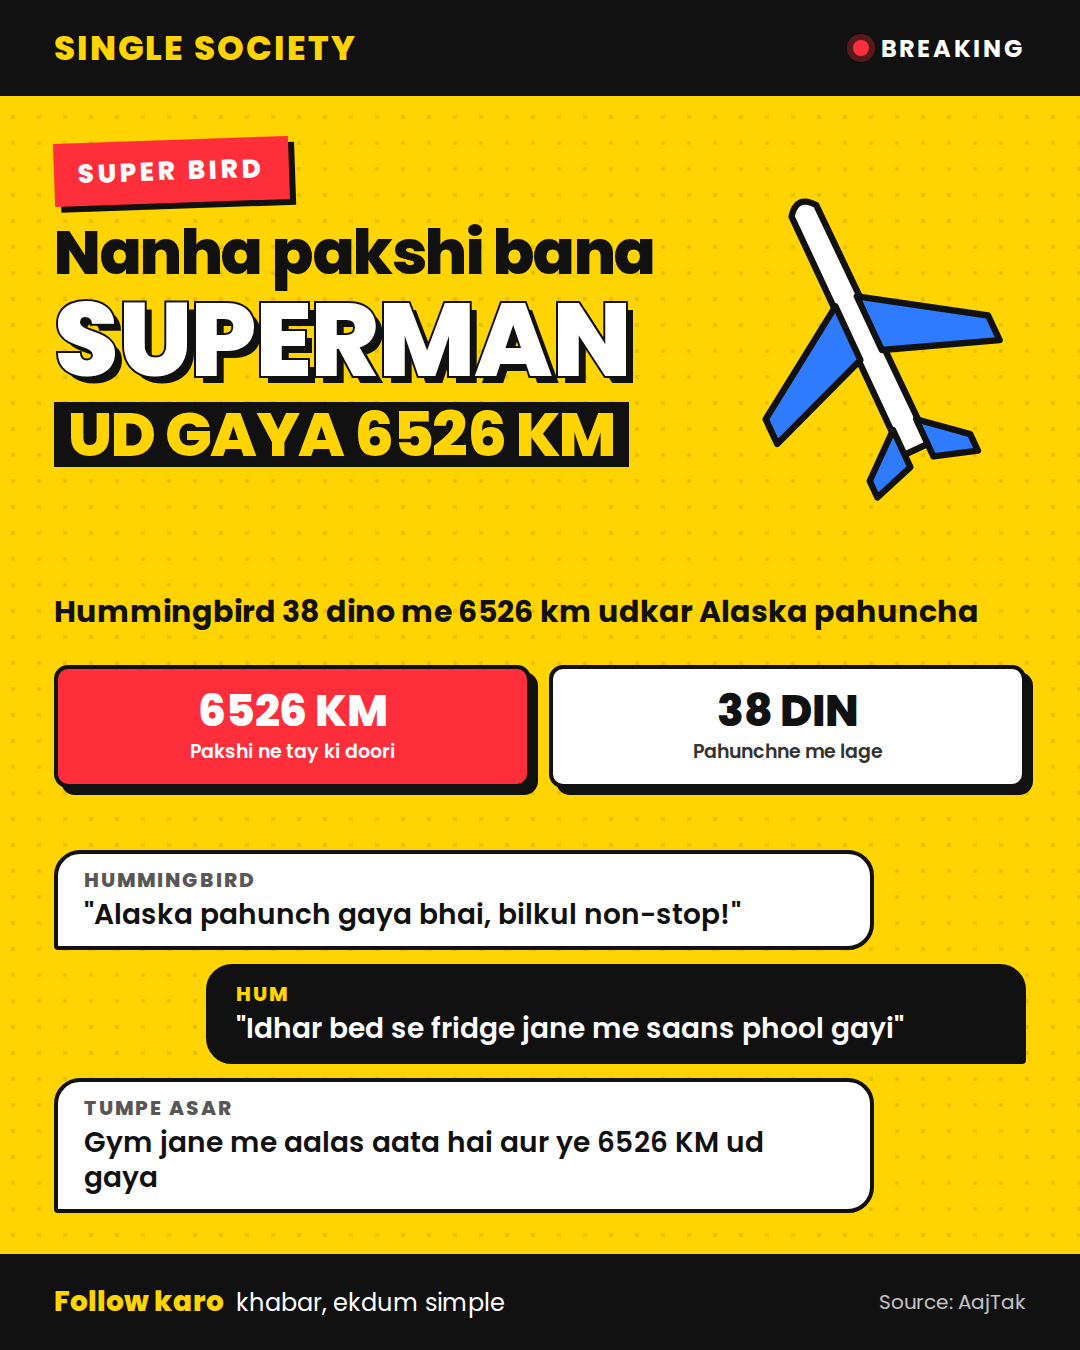 SINGLE SOCIETY
BREAKING
SUPER BIRD
Nanha pakshi bana
SUPERMAN
UD GAYA 6526 KM
Hummingbird 38 dino me 6526 km udkar Alaska pahuncha
6526 KM
Pakshi ne tay ki doori
38 DIN
Pahunchne me lage
HUMMINGBIRD
"Alaska pahunch gaya bhai, bilkul non-stop!"
HUM
"Idhar bed se fridge jane me saans phool gayi"
TUMPE ASAR
Gym jane me aalas aata hai aur ye 6526 KM ud
gaya
Follow karo khabar, ekdum simple
Source: AajTak